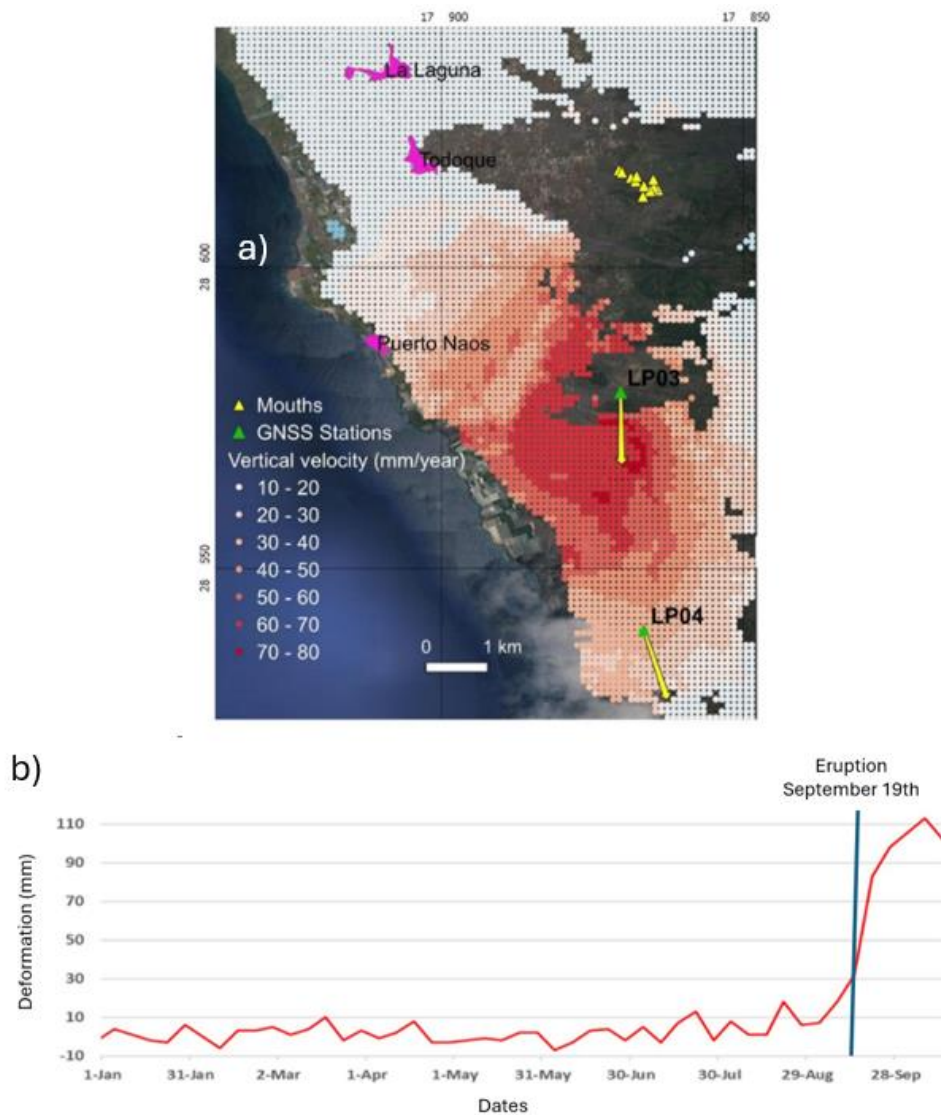 17 900
17 850
La Laguna
Todoque
a)
28 600
Puerto Naos
LP03
Mouths
GNSS Stations
Vertical velocity (mm/year)
10 - 20
20 - 30
30 - 40
40 - 50
50 - 60
60 - 70
70 - 80
28 550
LP04
0 1 km
b)
Eruption
September 19th
110
90
70
50
30
10
-10
Deformation (mm)
1-Jan 31-Jan 2-Mar 1-Apr 1-May 31-May 30-Jun 30-Jul 29-Aug 28-Sep
Dates